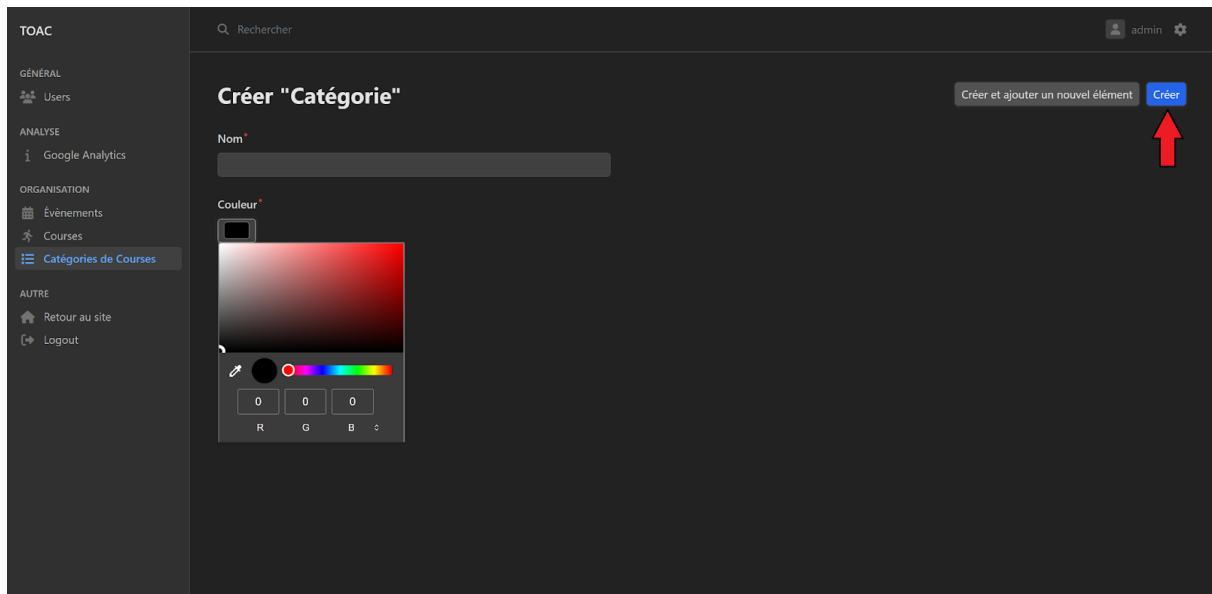 TOAC
Rechercher
admin
GÉNÉRAL
Users
ANALYSE
Google Analytics
ORGANISATION
Évènements
Courses
Catégories de Courses
AUTRE
Retour au site
Logout
Créer "Catégorie"
Créer et ajouter un nouvel élément
Créer
Nom*
Couleur*
0 0 0
R G B